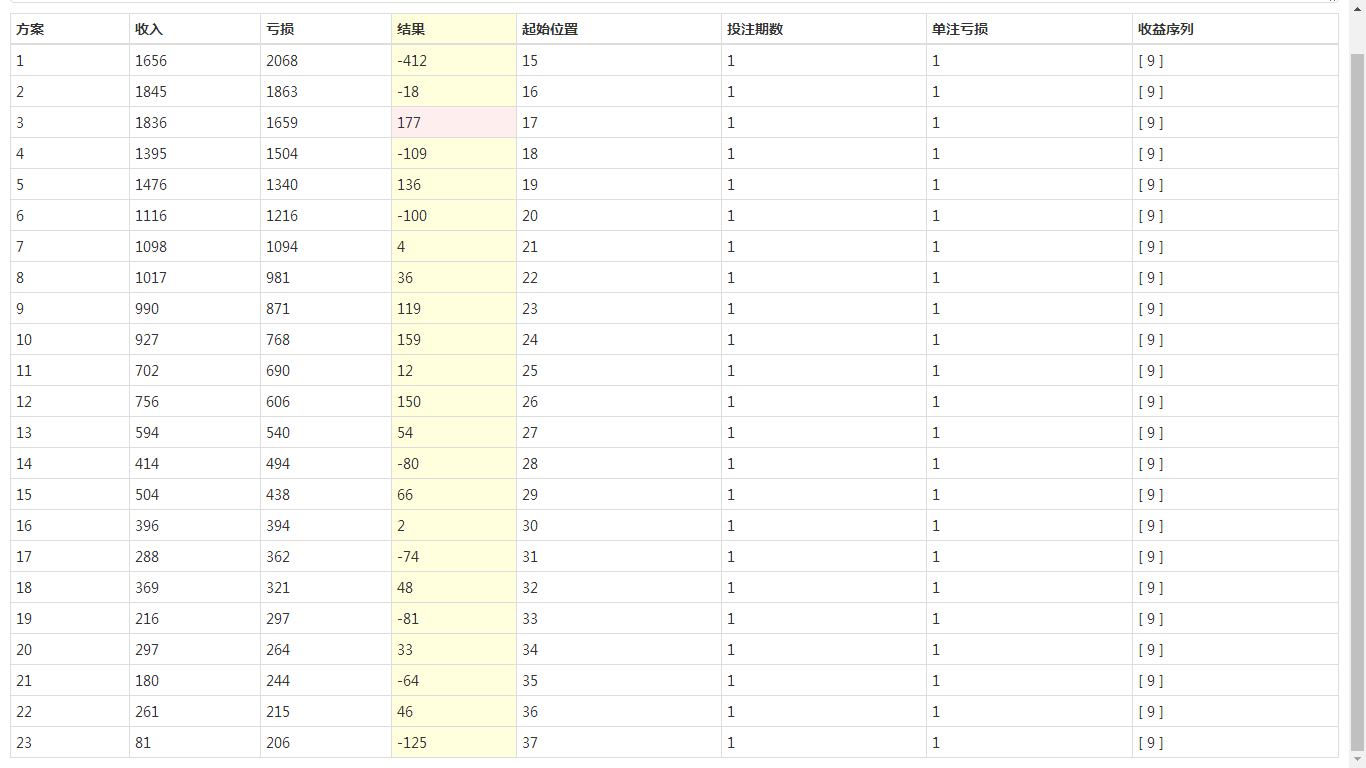 方案 收入 亏损 结果 起始位置 投注期数 单注亏损 收益序列
1 1656 2068 -412 15 1 1 [ 9 ]
2 1845 1863 -18 16 1 1 [ 9 ]
3 1836 1659 177 17 1 1 [ 9 ]
4 1395 1504 -109 18 1 1 [ 9 ]
5 1476 1340 136 19 1 1 [ 9 ]
6 1116 1216 -100 20 1 1 [ 9 ]
7 1098 1094 4 21 1 1 [ 9 ]
8 1017 981 36 22 1 1 [ 9 ]
9 990 871 119 23 1 1 [ 9 ]
10 927 768 159 24 1 1 [ 9 ]
11 702 690 12 25 1 1 [ 9 ]
12 756 606 150 26 1 1 [ 9 ]
13 594 540 54 27 1 1 [ 9 ]
14 414 494 -80 28 1 1 [ 9 ]
15 504 438 66 29 1 1 [ 9 ]
16 396 394 2 30 1 1 [ 9 ]
17 288 362 -74 31 1 1 [ 9 ]
18 369 321 48 32 1 1 [ 9 ]
19 216 297 -81 33 1 1 [ 9 ]
20 297 264 33 34 1 1 [ 9 ]
21 180 244 -64 35 1 1 [ 9 ]
22 261 215 46 36 1 1 [ 9 ]
23 81 206 -125 37 1 1 [ 9 ]